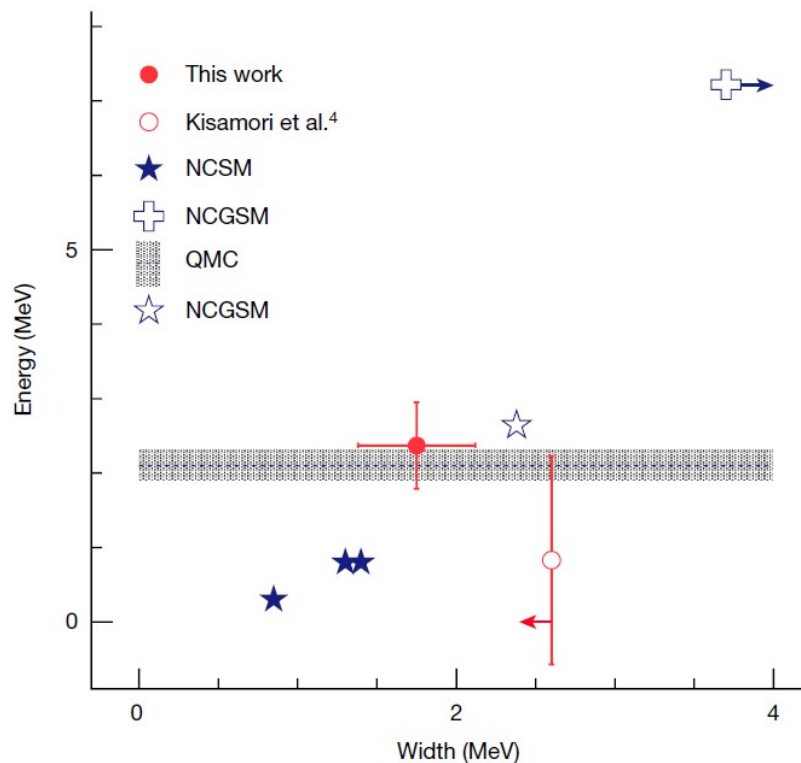 This work
Kisamori et al.⁴
NCSM
NCGSM
QMC
NCGSM
5
0
Energy (MeV)
0
2
4
Width (MeV)